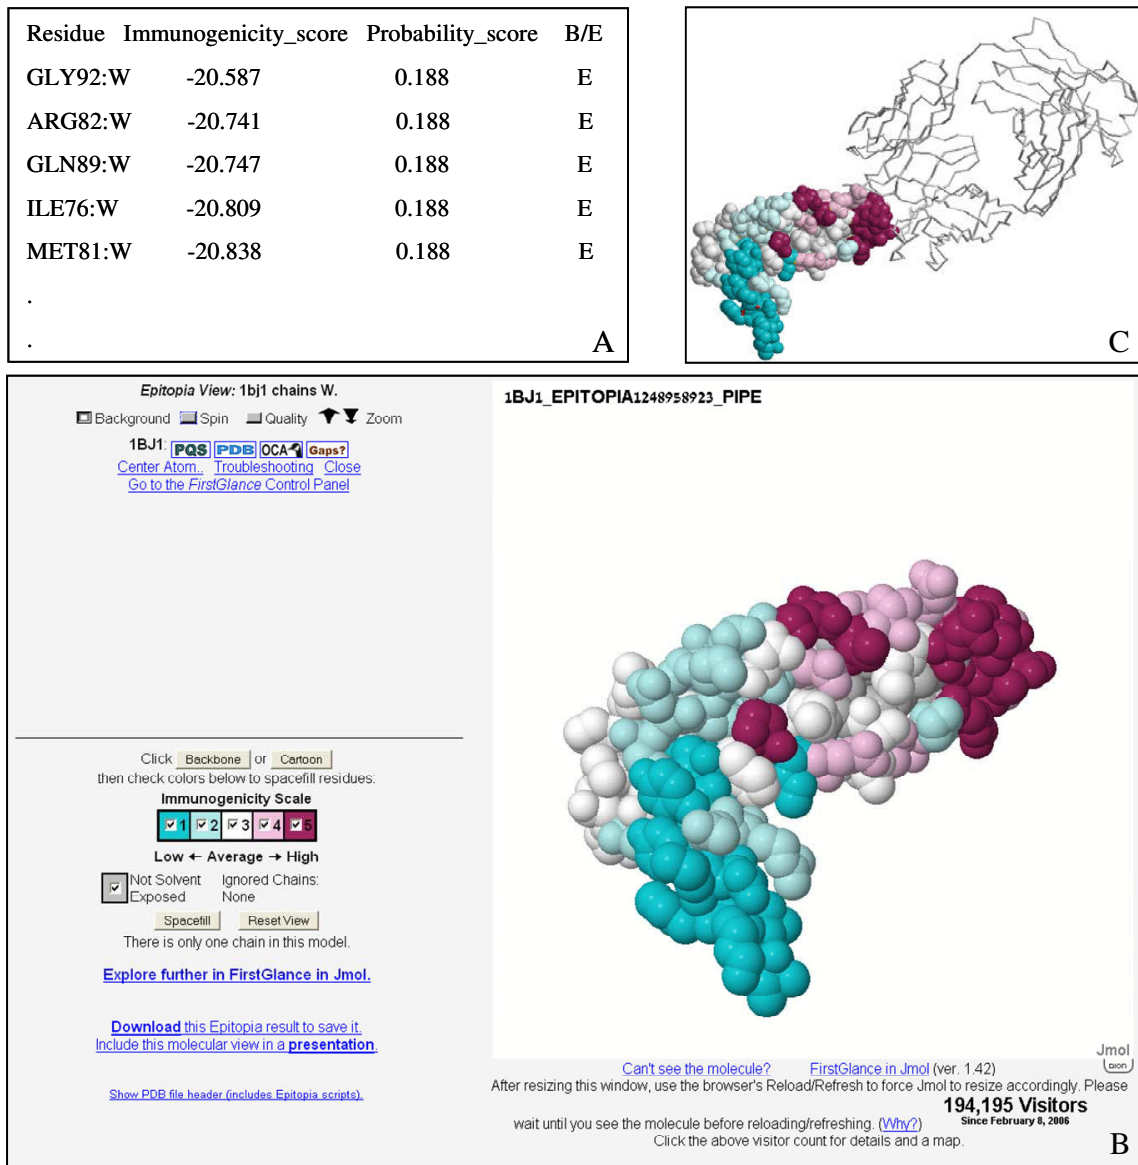 Residue Immunogenicity_score Probability_score B/E
GLY92:W -20.587 0.188 E
ARG82:W -20.741 0.188 E
GLN89:W -20.747 0.188 E
ILE76:W -20.809 0.188 E
MET81:W -20.838 0.188 E
.
.
A
C
Epitopia View: 1bj1 chains W.
Background Spin Quality Zoom
1BJ1: PQS PDB OCA Gaps?
Center Atom.. Troubleshooting Close
Go to the FirstGlance Control Panel
Click Backbone or Cartoon
then check colors below to spacefill residues:
Immunogenicity Scale
1 2 3 4 5
Low ← Average → High
Not Solvent Exposed
Ignored Chains: None
Spacefill Reset View
There is only one chain in this model.
Explore further in FirstGlance in Jmol.
Download this Epitopia result to save it.
Include this molecular view in a presentation.
Show PDB file header (includes Epitopia scripts).
1BJ1_EPITOPIA1248958923_PIPE
Jmol
Can't see the molecule? FirstGlance in Jmol (ver. 1.42)
After resizing this window, use the browser's Reload/Refresh to force Jmol to resize accordingly. Please
wait until you see the molecule before reloading/refreshing. (Why?)
194,195 Visitors
Since February 8, 2006
Click the above visitor count for details and a map.
B